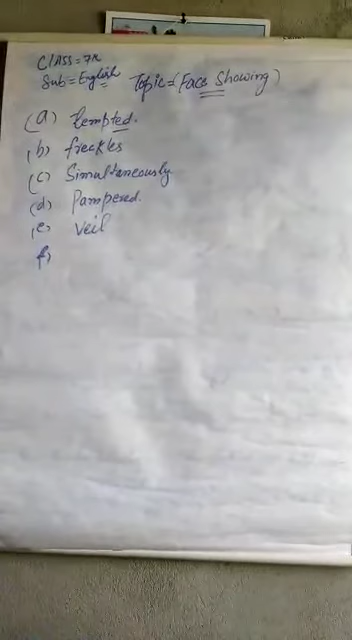 CLASS = 7th
Sub = English Topic = (Face Showing)
(a) tempted.
(b) freckles
(c) Simultaneously
(d) Pampered.
(e) veil
f)